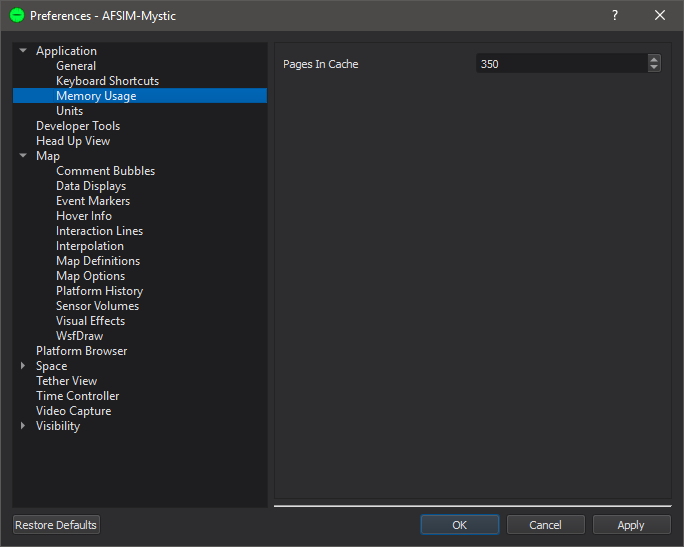 Preferences - AFSIM-Mystic
Application
General
Keyboard Shortcuts
Memory Usage
Units
Developer Tools
Head Up View
Map
Comment Bubbles
Data Displays
Event Markers
Hover Info
Interaction Lines
Interpolation
Map Definitions
Map Options
Platform History
Sensor Volumes
Visual Effects
WsfDraw
Platform Browser
Space
Tether View
Time Controller
Video Capture
Visibility
Pages In Cache 350
Restore Defaults OK Cancel Apply